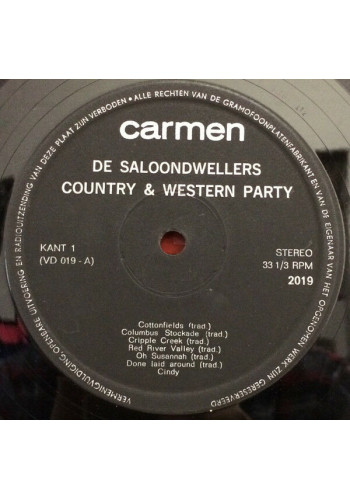 VERMENIGVULDIGING OPENBARE UITVOERING EN RADIOUITZENDING VAN DEZE PLAAT ZIJN VERBODEN • ALLE RECHTEN VAN DE GRAMOFOONPLATENFABRIKANT EN VAN DE EIGENAAR VAN HET OPGENOMEN WERK ZIJN GERESERVEERD
carmen
DE SALOONDWELLERS
COUNTRY & WESTERN PARTY
KANT 1
(VD 019 - A)
STEREO
33 1/3 RPM
2019
Cottonfields (trad.)
Columbus Stockade (trad.)
Cripple Creek (trad.)
Red River Valley (trad.)
Oh Susannah (trad.)
Done laid around (trad.)
Cindy